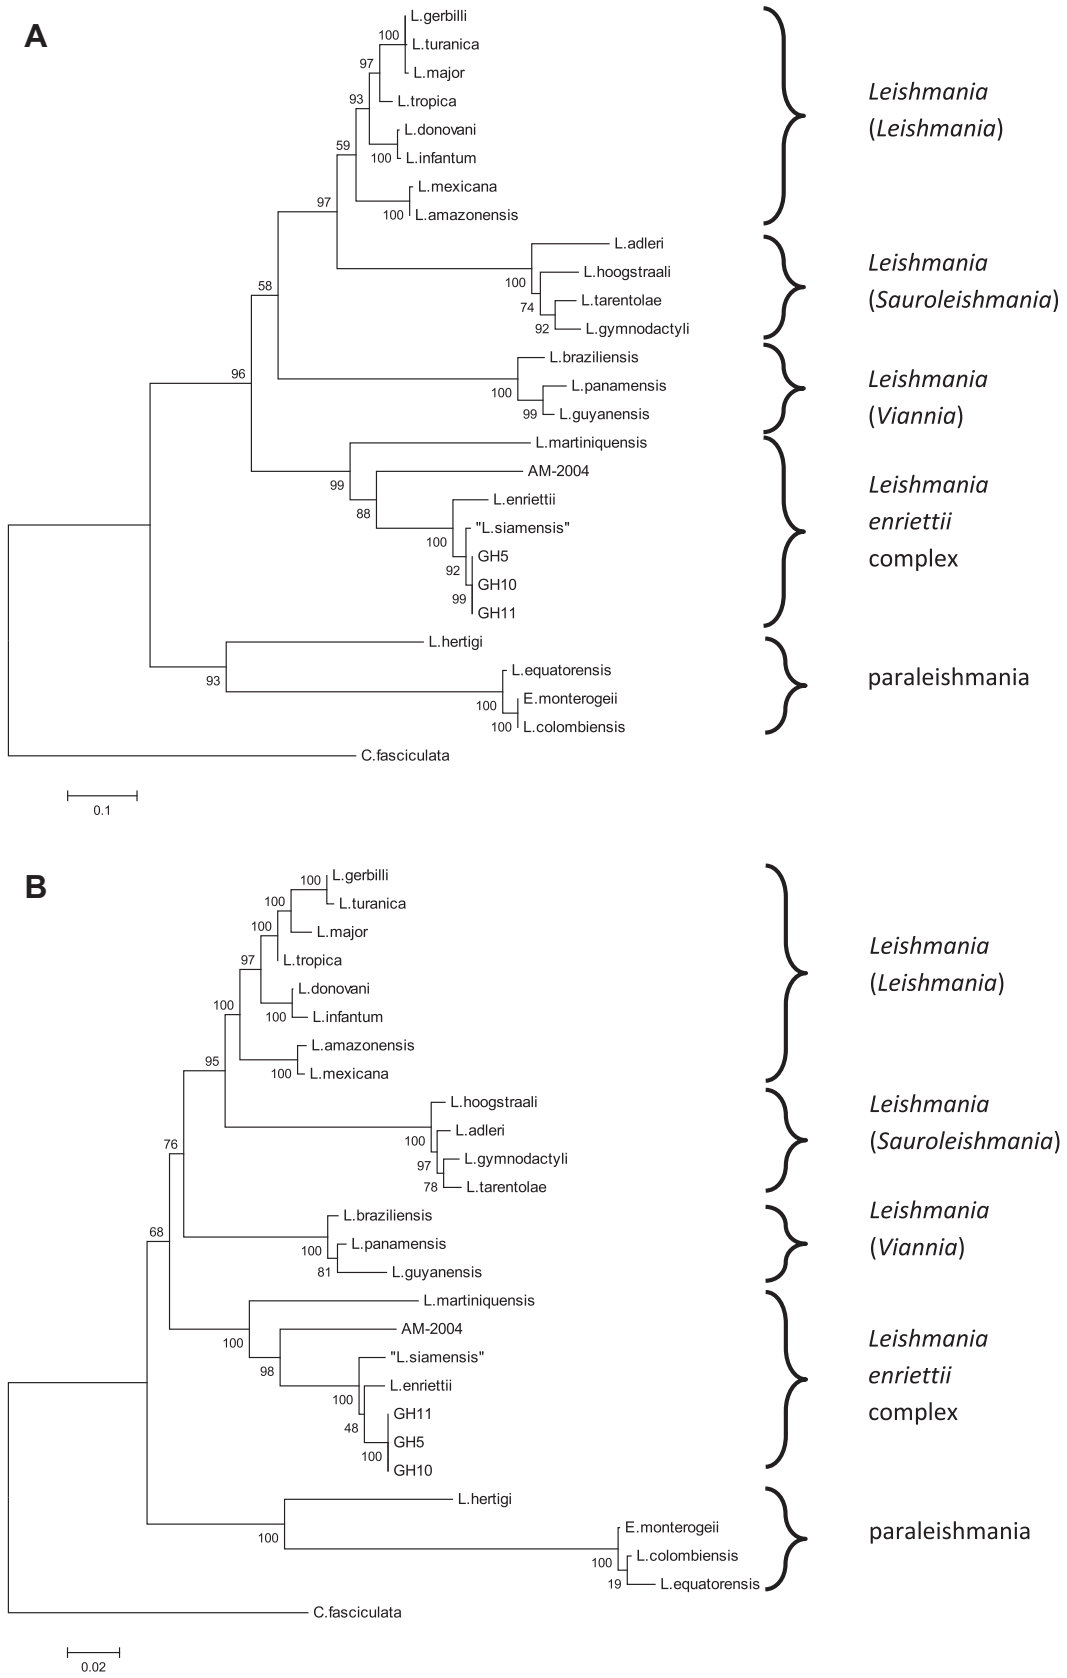 A
L.gerbilli
100
L.turanica
97
L.major
93
L.tropica
L.donovani
59
100
L.infantum
L.mexicana
97
100
L.amazonensis
Leishmania
(Leishmania)
L.adleri
100
L.hoogstraali
58
74
L.tarentolae
92
L.gymnodactyli
Leishmania
(Sauroleishmania)
L.braziliensis
96
100
L.panamensis
99
L.guyanensis
Leishmania
(Viannia)
L.martiniquensis
99
AM-2004
88
L.enriettii
100
"L.siamensis"
92
GH5
GH10
99
GH11
Leishmania
enriettii
complex
L.hertigi
93
L.equatorensis
100
E.monterogeii
100
L.colombiensis
paraleishmania
C.fasciculata
0.1
B
100
L.gerbilli
100
L.turanica
100
L.major
97
L.tropica
L.donovani
100
100
L.infantum
L.amazonensis
95
100
L.mexicana
Leishmania
(Leishmania)
L.hoogstraali
100
L.adleri
76
97
L.gymnodactyli
78
L.tarentolae
Leishmania
(Sauroleishmania)
L.braziliensis
68
100
L.panamensis
81
L.guyanensis
Leishmania
(Viannia)
L.martiniquensis
100
AM-2004
98
"L.siamensis"
100
L.enriettii
48
GH11
GH5
100
GH10
Leishmania
enriettii
complex
L.hertigi
100
E.monterogeii
100
L.colombiensis
19
L.equatorensis
paraleishmania
C.fasciculata
0.02